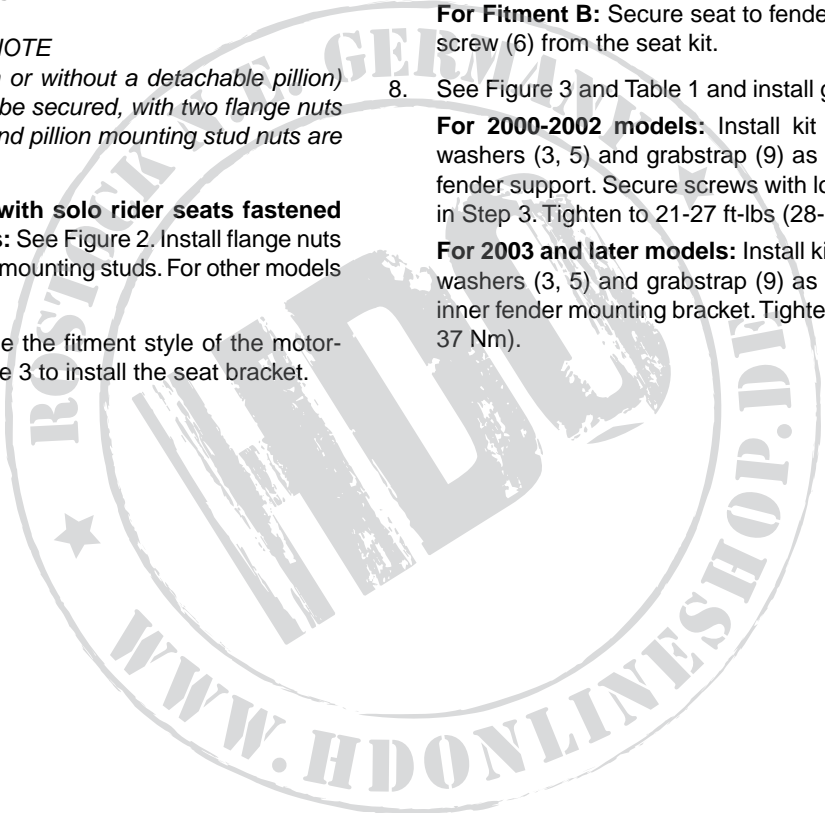 NOTE
or without a detachable pillion)
be secured, with two flange nuts
nd pillion mounting stud nuts are
with solo rider seats fastened
: See Figure 2. Install flange nuts
mounting studs. For other models
e the fitment style of the motor-
e 3 to install the seat bracket.
For Fitment B: Secure seat to fende
screw (6) from the seat kit.
8. See Figure 3 and Table 1 and install g
For 2000-2002 models: Install kit
washers (3, 5) and grabstrap (9) as
fender support. Secure screws with lo
in Step 3. Tighten to 21-27 ft-lbs (28-
For 2003 and later models: Install ki
washers (3, 5) and grabstrap (9) as
inner fender mounting bracket. Tighte
37 Nm).
ROSTOCK V.E. GERMANY
HDO
WWW.HDONLINESHOP.DE